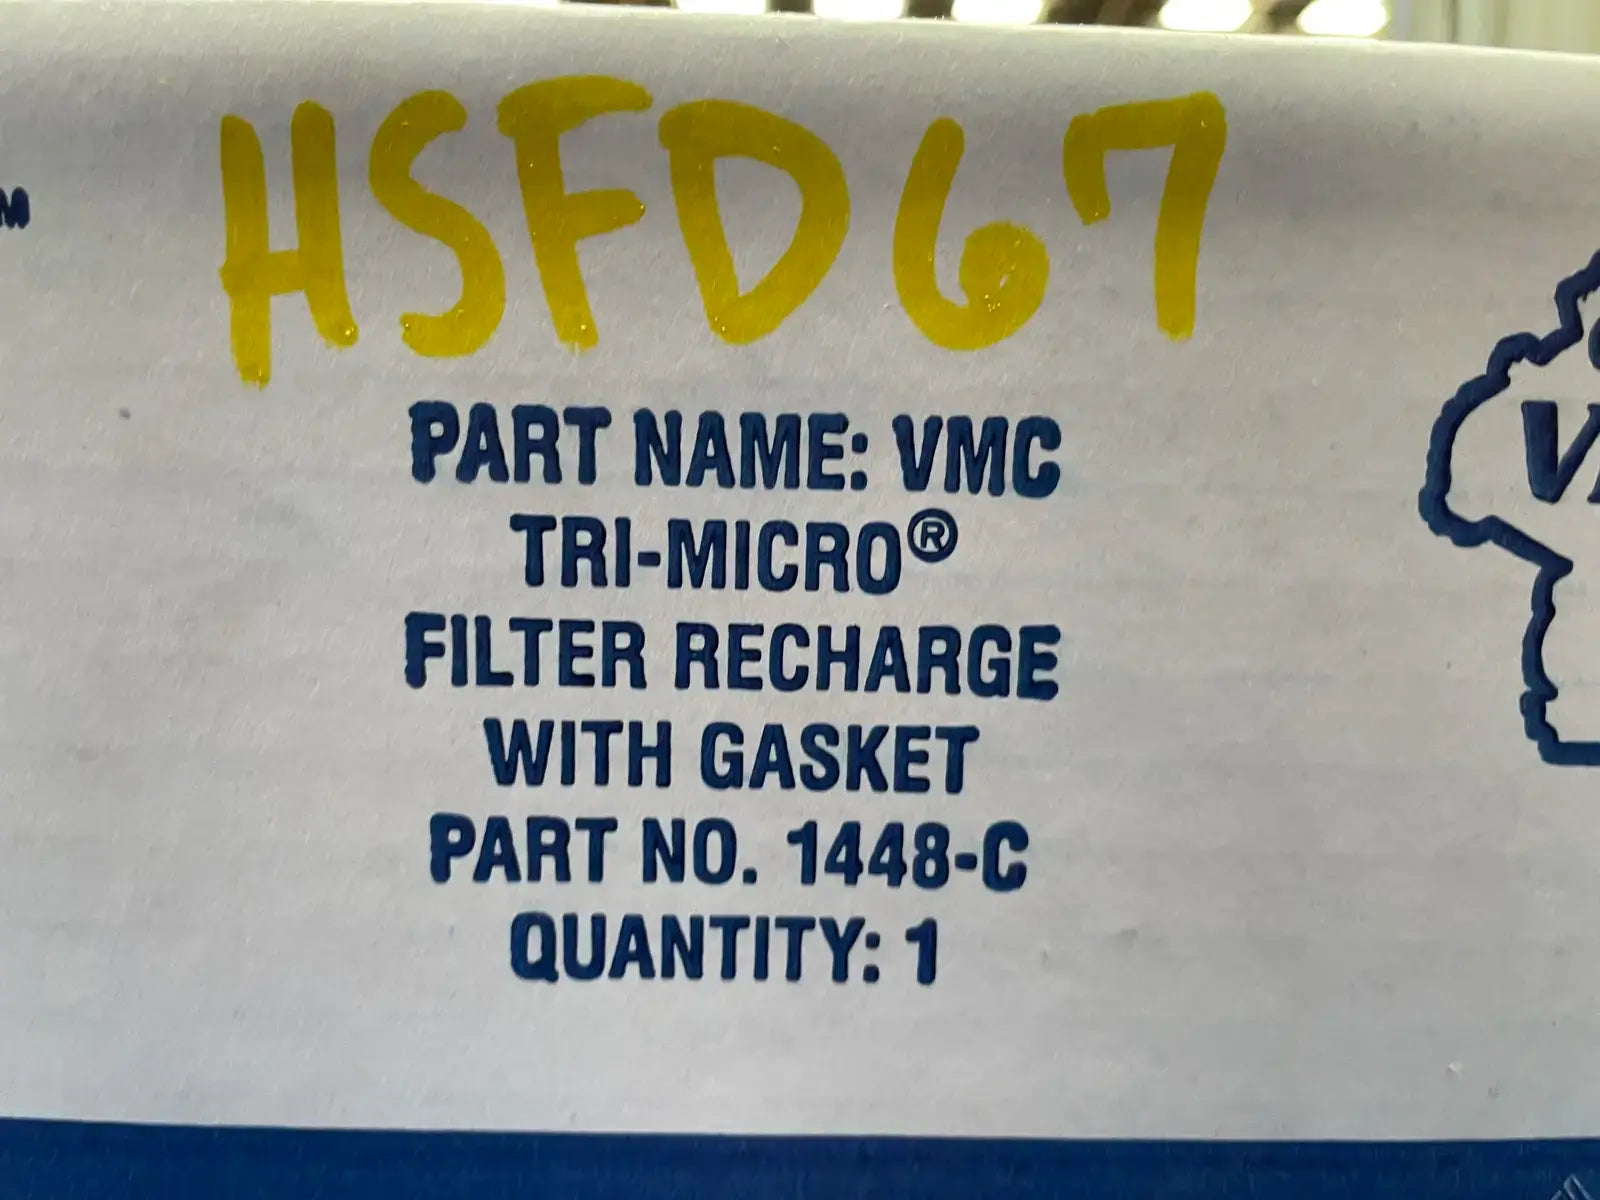 HSFD67
PART NAME: VMC
TRI-MICRO®
FILTER RECHARGE
WITH GASKET
PART NO. 1448-C
QUANTITY: 1